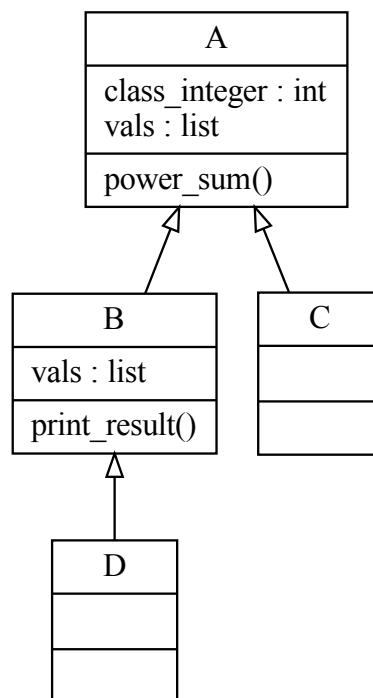 A
class_integer : int
vals : list
power_sum()
B
vals : list
print_result()
C
D